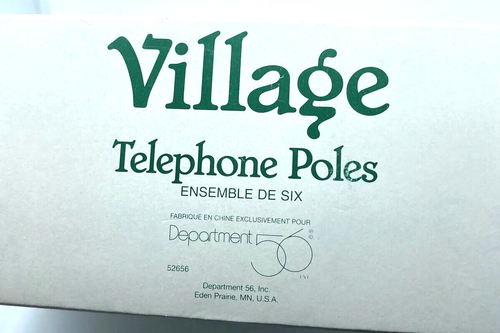 Village
Telephone Poles
ENSEMBLE DE SIX
FABRIQUE EN CHINE EXCLUSIVEMENT POUR
Department 56
52656
Department 56, Inc.
Eden Prairie, MN, U.S.A.